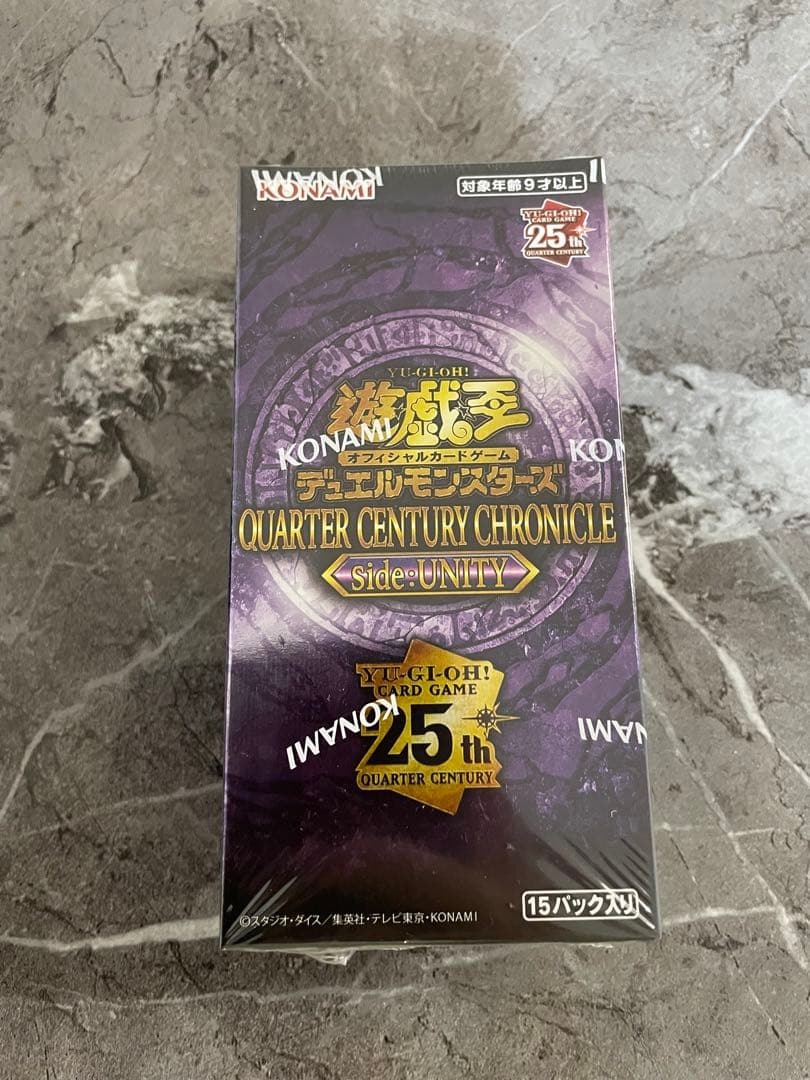 KONAMI
KONAMI
対象年齢9才以上
YU-GI-OH!
CARD GAME
25th
QUARTER CENTURY
YU-GI-OH!
遊戯王
KONAMI
オフィシャルカードゲーム
デュエルモンスターズ
KO
QUARTER CENTURY CHRONICLE
side:UNITY
YU-GI-OH!
CARD GAME
KONAMI
25th
QUARTER CENTURY
15パック入り
©スタジオ・ダイス/集英社・テレビ東京・KONAMI